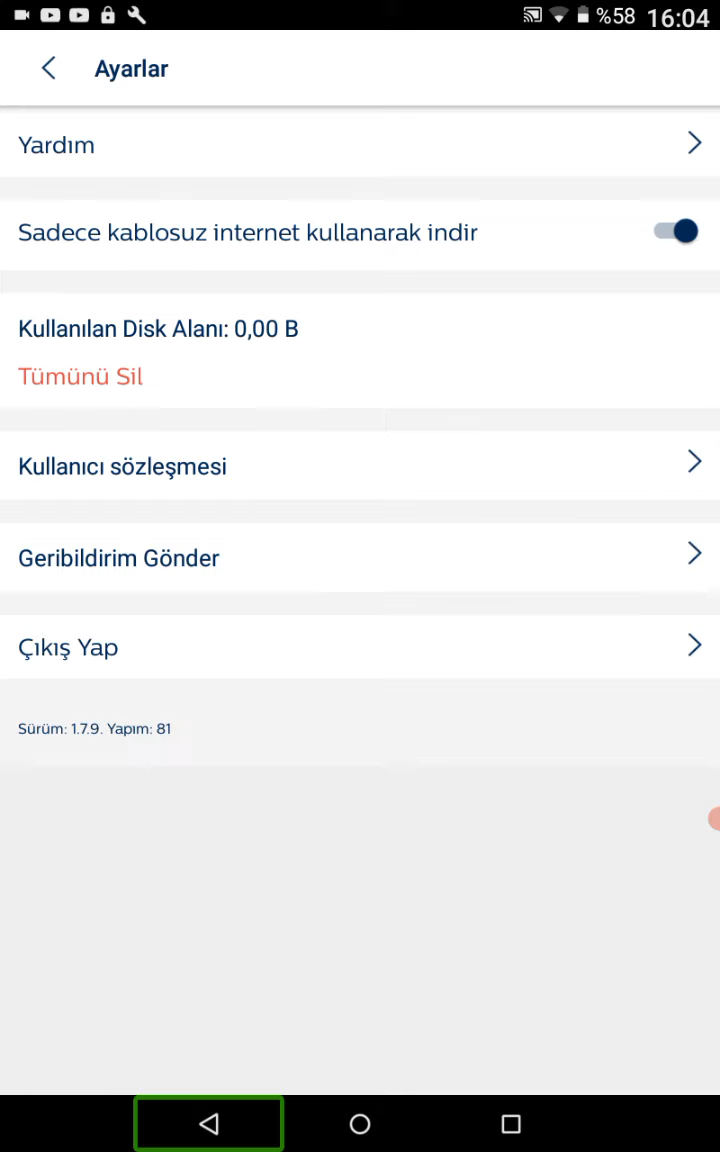 %58 16:04
Ayarlar
Yardım
Sadece kablosuz internet kullanarak indir
Kullanılan Disk Alanı: 0,00 B
Tümünü Sil
Kullanıcı sözleşmesi
Geribildirim Gönder
Çıkış Yap
Sürüm: 1.7.9. Yapım: 81